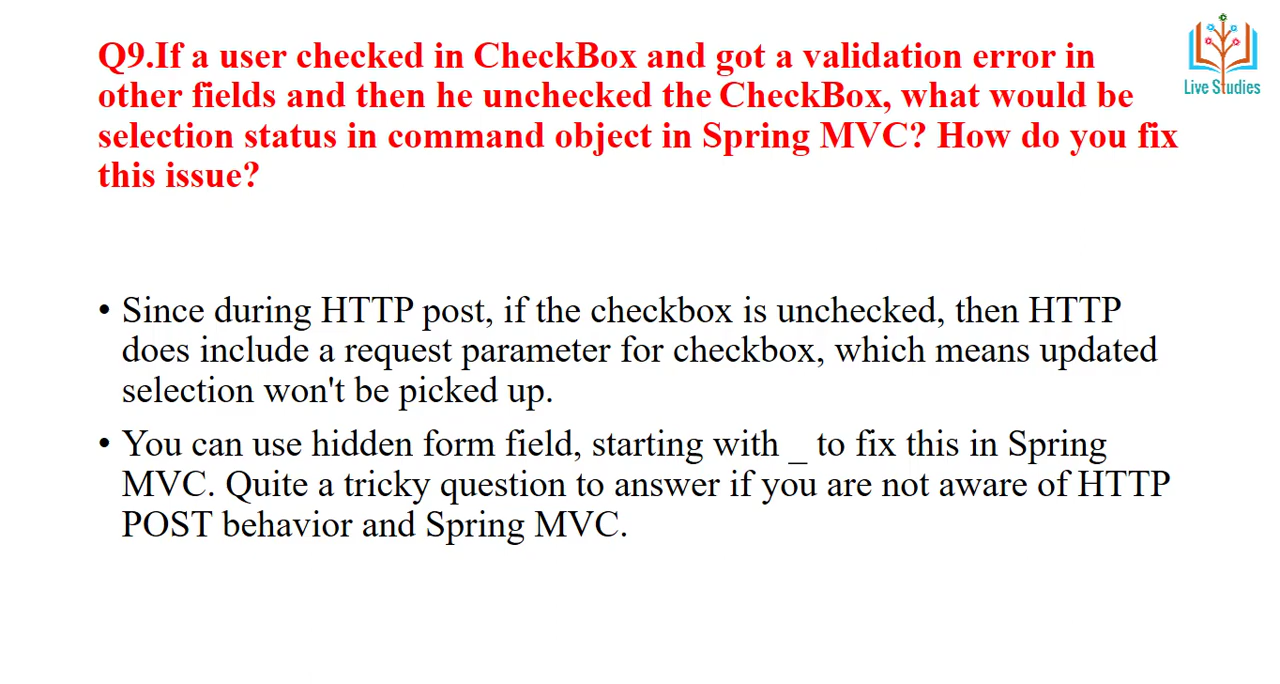 Q9.If a user checked in CheckBox and got a validation error in
other fields and then he unchecked the CheckBox, what would be
selection status in command object in Spring MVC? How do you fix
this issue?
Live Studies
• Since during HTTP post, if the checkbox is unchecked, then HTTP
does include a request parameter for checkbox, which means updated
selection won't be picked up.
• You can use hidden form field, starting with _ to fix this in Spring
MVC. Quite a tricky question to answer if you are not aware of HTTP
POST behavior and Spring MVC.